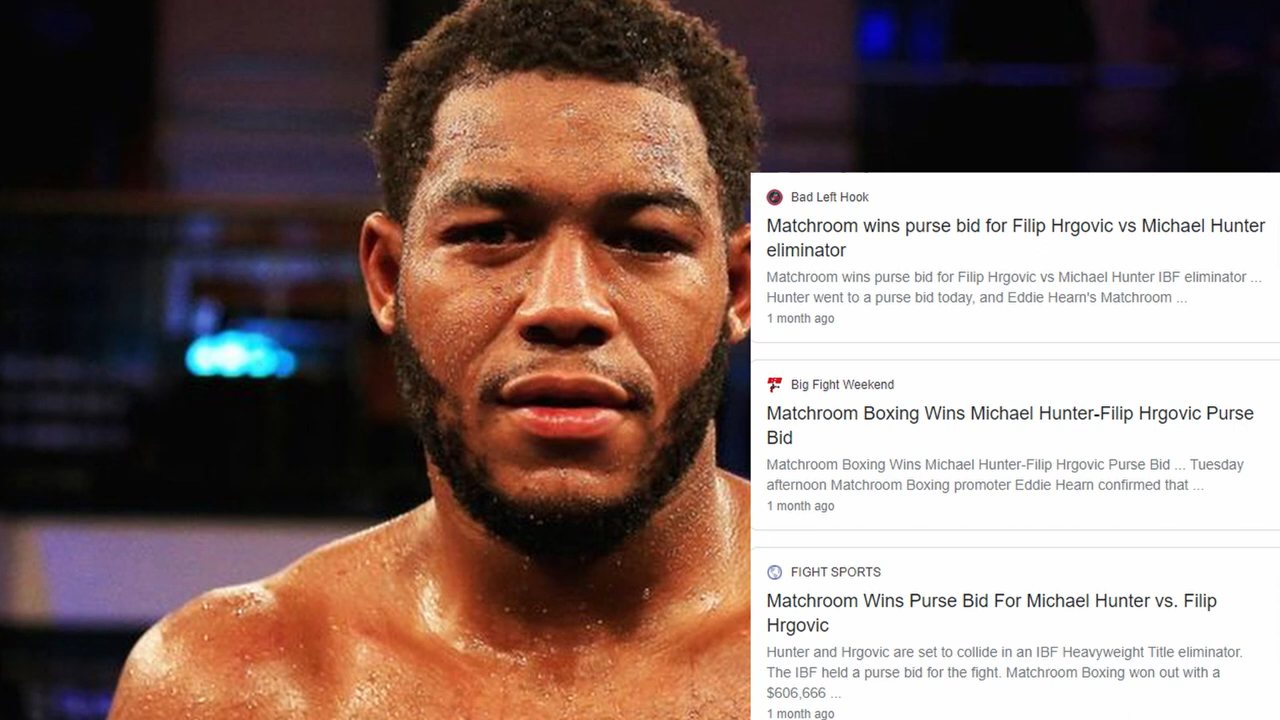 Bad Left Hook
Matchroom wins purse bid for Filip Hrgovic vs Michael Hunter
eliminator
Matchroom wins purse bid for Filip Hrgovic vs Michael Hunter IBF eliminator ...
Hunter went to a purse bid today, and Eddie Hearn's Matchroom ...
1 month ago
Big Fight Weekend
Matchroom Boxing Wins Michael Hunter-Filip Hrgovic Purse
Bid
Matchroom Boxing Wins Michael Hunter-Filip Hrgovic Purse Bid ... Tuesday
afternoon Matchroom Boxing promoter Eddie Hearn confirmed that ...
1 month ago
FIGHT SPORTS
Matchroom Wins Purse Bid For Michael Hunter vs. Filip
Hrgovic
Hunter and Hrgovic are set to collide in an IBF Heavyweight Title eliminator.
The IBF held a purse bid for the fight. Matchroom Boxing won out with a
$606,666 ...
1 month ago